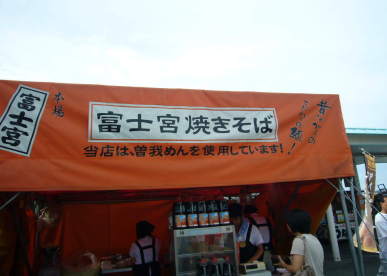 本場
富士宮
富士宮焼きそば
当店は、曽我めんを使用しています!
昔ながらの